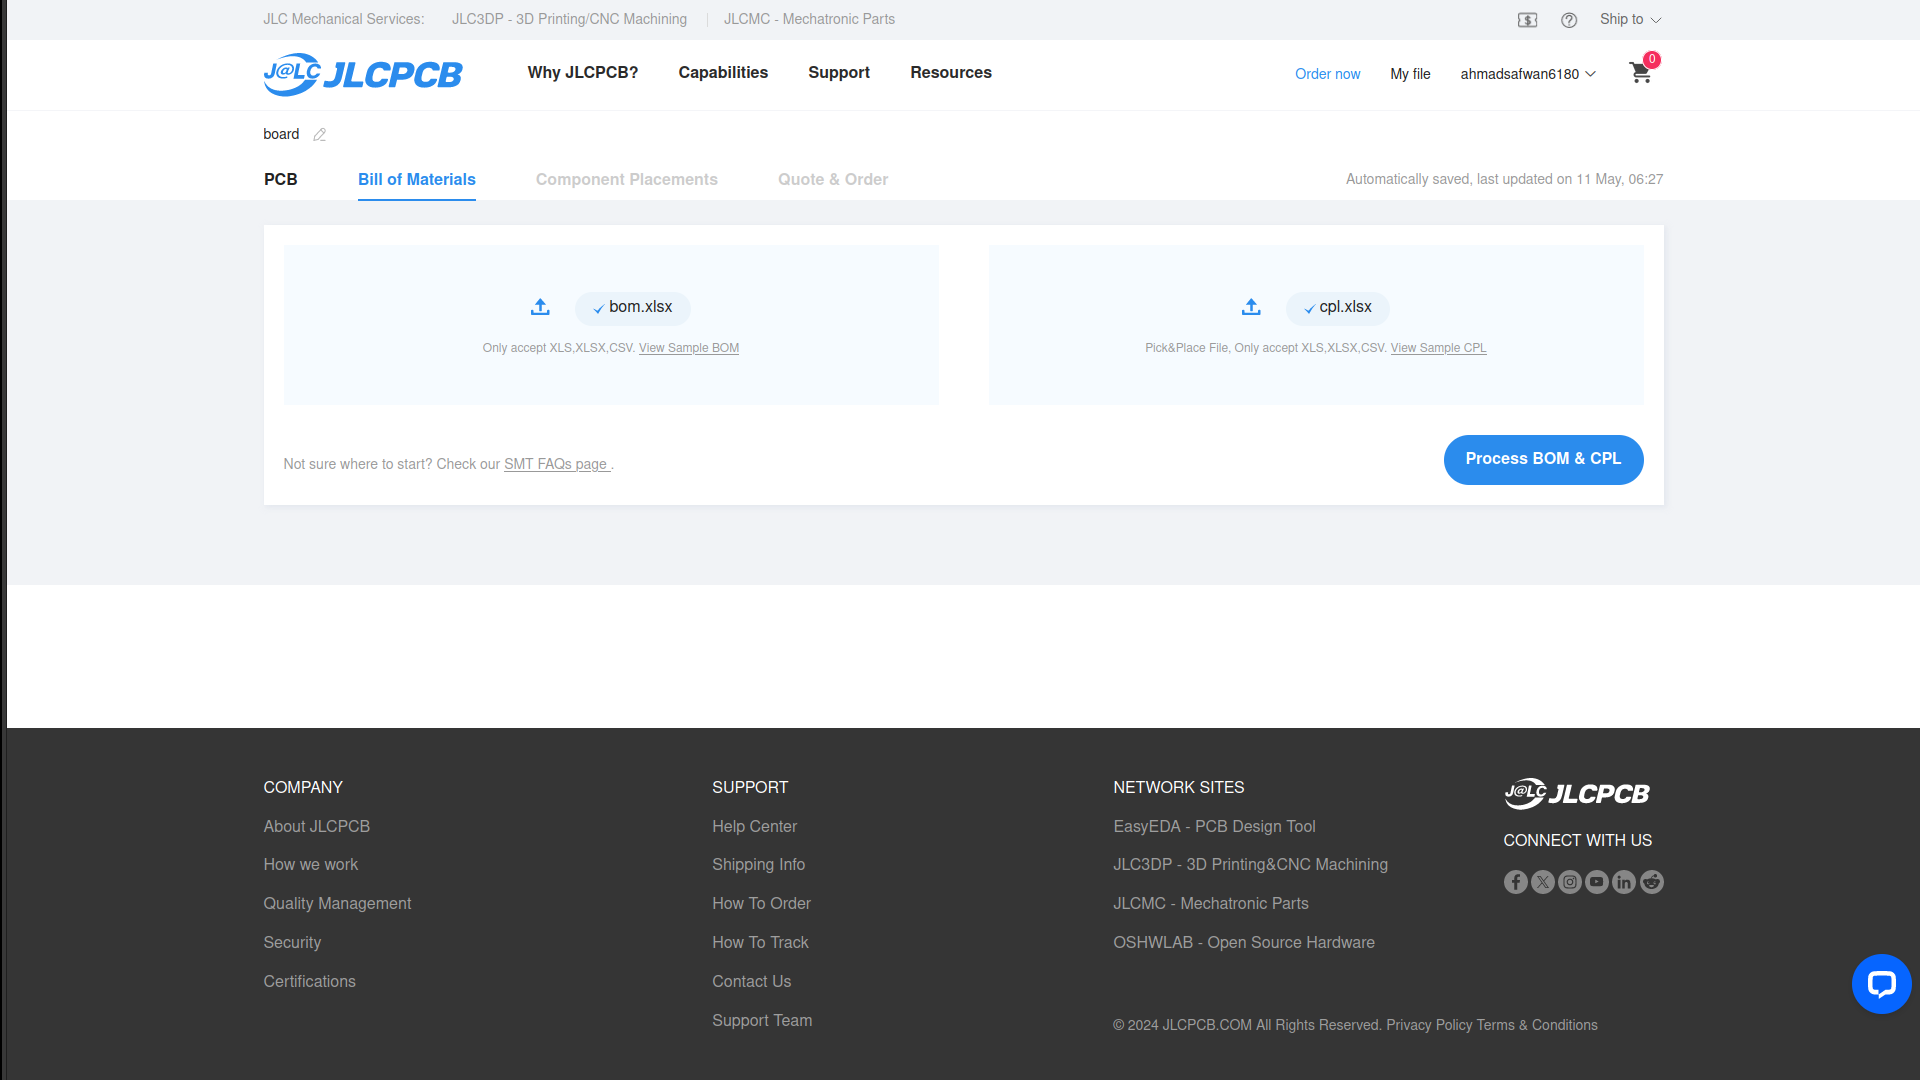 JLC Mechanical Services: JLC3DP - 3D Printing/CNC Machining JLCMC - Mechatronic Parts Ship to
J@LC JLCPCB Why JLCPCB? Capabilities Support Resources Order now My file ahmadsafwan6180 0
board
PCB Bill of Materials Component Placements Quote & Order Automatically saved, last updated on 11 May, 06:27
bom.xlsx cpl.xlsx
Only accept XLS,XLSX,CSV. View Sample BOM Pick&Place File, Only accept XLS,XLSX,CSV. View Sample CPL
Not sure where to start? Check our SMT FAQs page . Process BOM & CPL
COMPANY SUPPORT NETWORK SITES J@LC JLCPCB
About JLCPCB Help Center EasyEDA - PCB Design Tool CONNECT WITH US
How we work Shipping Info JLC3DP - 3D Printing&CNC Machining
Quality Management How To Order JLCMC - Mechatronic Parts
Security How To Track OSHWLAB - Open Source Hardware
Certifications Contact Us
Support Team © 2024 JLCPCB.COM All Rights Reserved. Privacy Policy Terms & Conditions